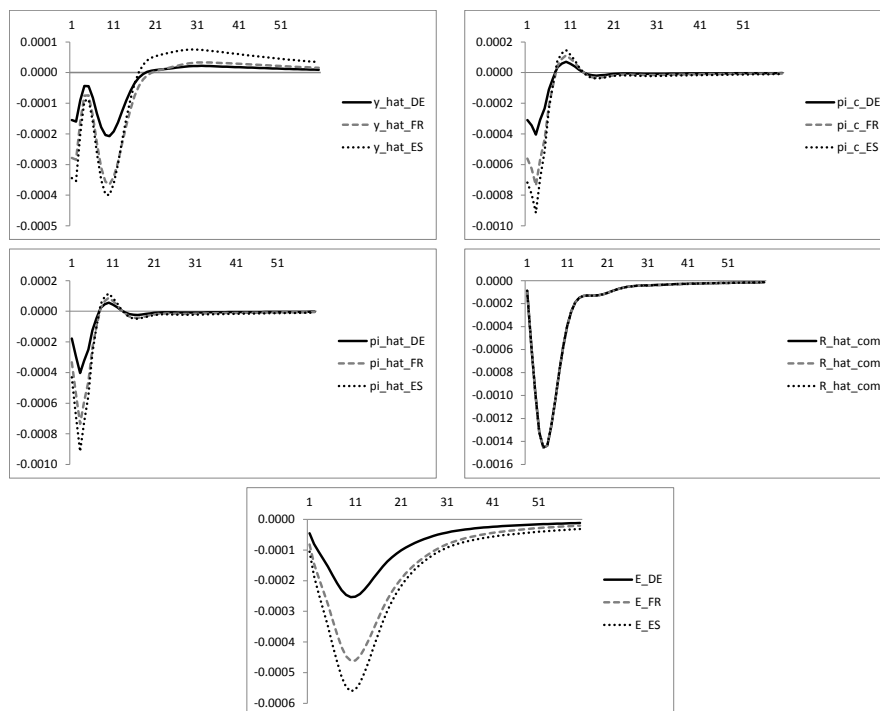 1 11 21 31 41 51
0.0001
0.0000
-0.0001
-0.0002
-0.0003
-0.0004
-0.0005
y_hat_DE
y_hat_FR
y_hat_ES
1 11 21 31 41 51
0.0002
0.0000
-0.0002
-0.0004
-0.0006
-0.0008
-0.0010
pi_c_DE
pi_c_FR
pi_c_ES
1 11 21 31 41 51
0.0002
0.0000
-0.0002
-0.0004
-0.0006
-0.0008
-0.0010
pi_hat_DE
pi_hat_FR
pi_hat_ES
1 11 21 31 41 51
0.0000
-0.0002
-0.0004
-0.0006
-0.0008
-0.0010
-0.0012
-0.0014
-0.0016
R_hat_com
R_hat_com
R_hat_com
1 11 21 31 41 51
0.0000
-0.0001
-0.0002
-0.0003
-0.0004
-0.0005
-0.0006
E_DE
E_FR
E_ES